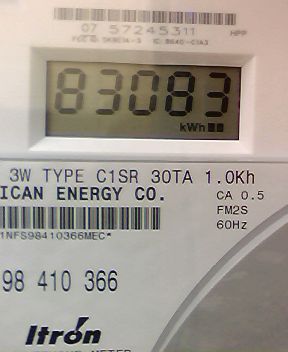 07 57245311
HPP
83083
kWh
3W TYPE C1SR 30TA 1.0Kh
ICAN ENERGY CO.
CA 0.5
FM2S
60Hz
1NFS98410366MEC*
98 410 366
Itron